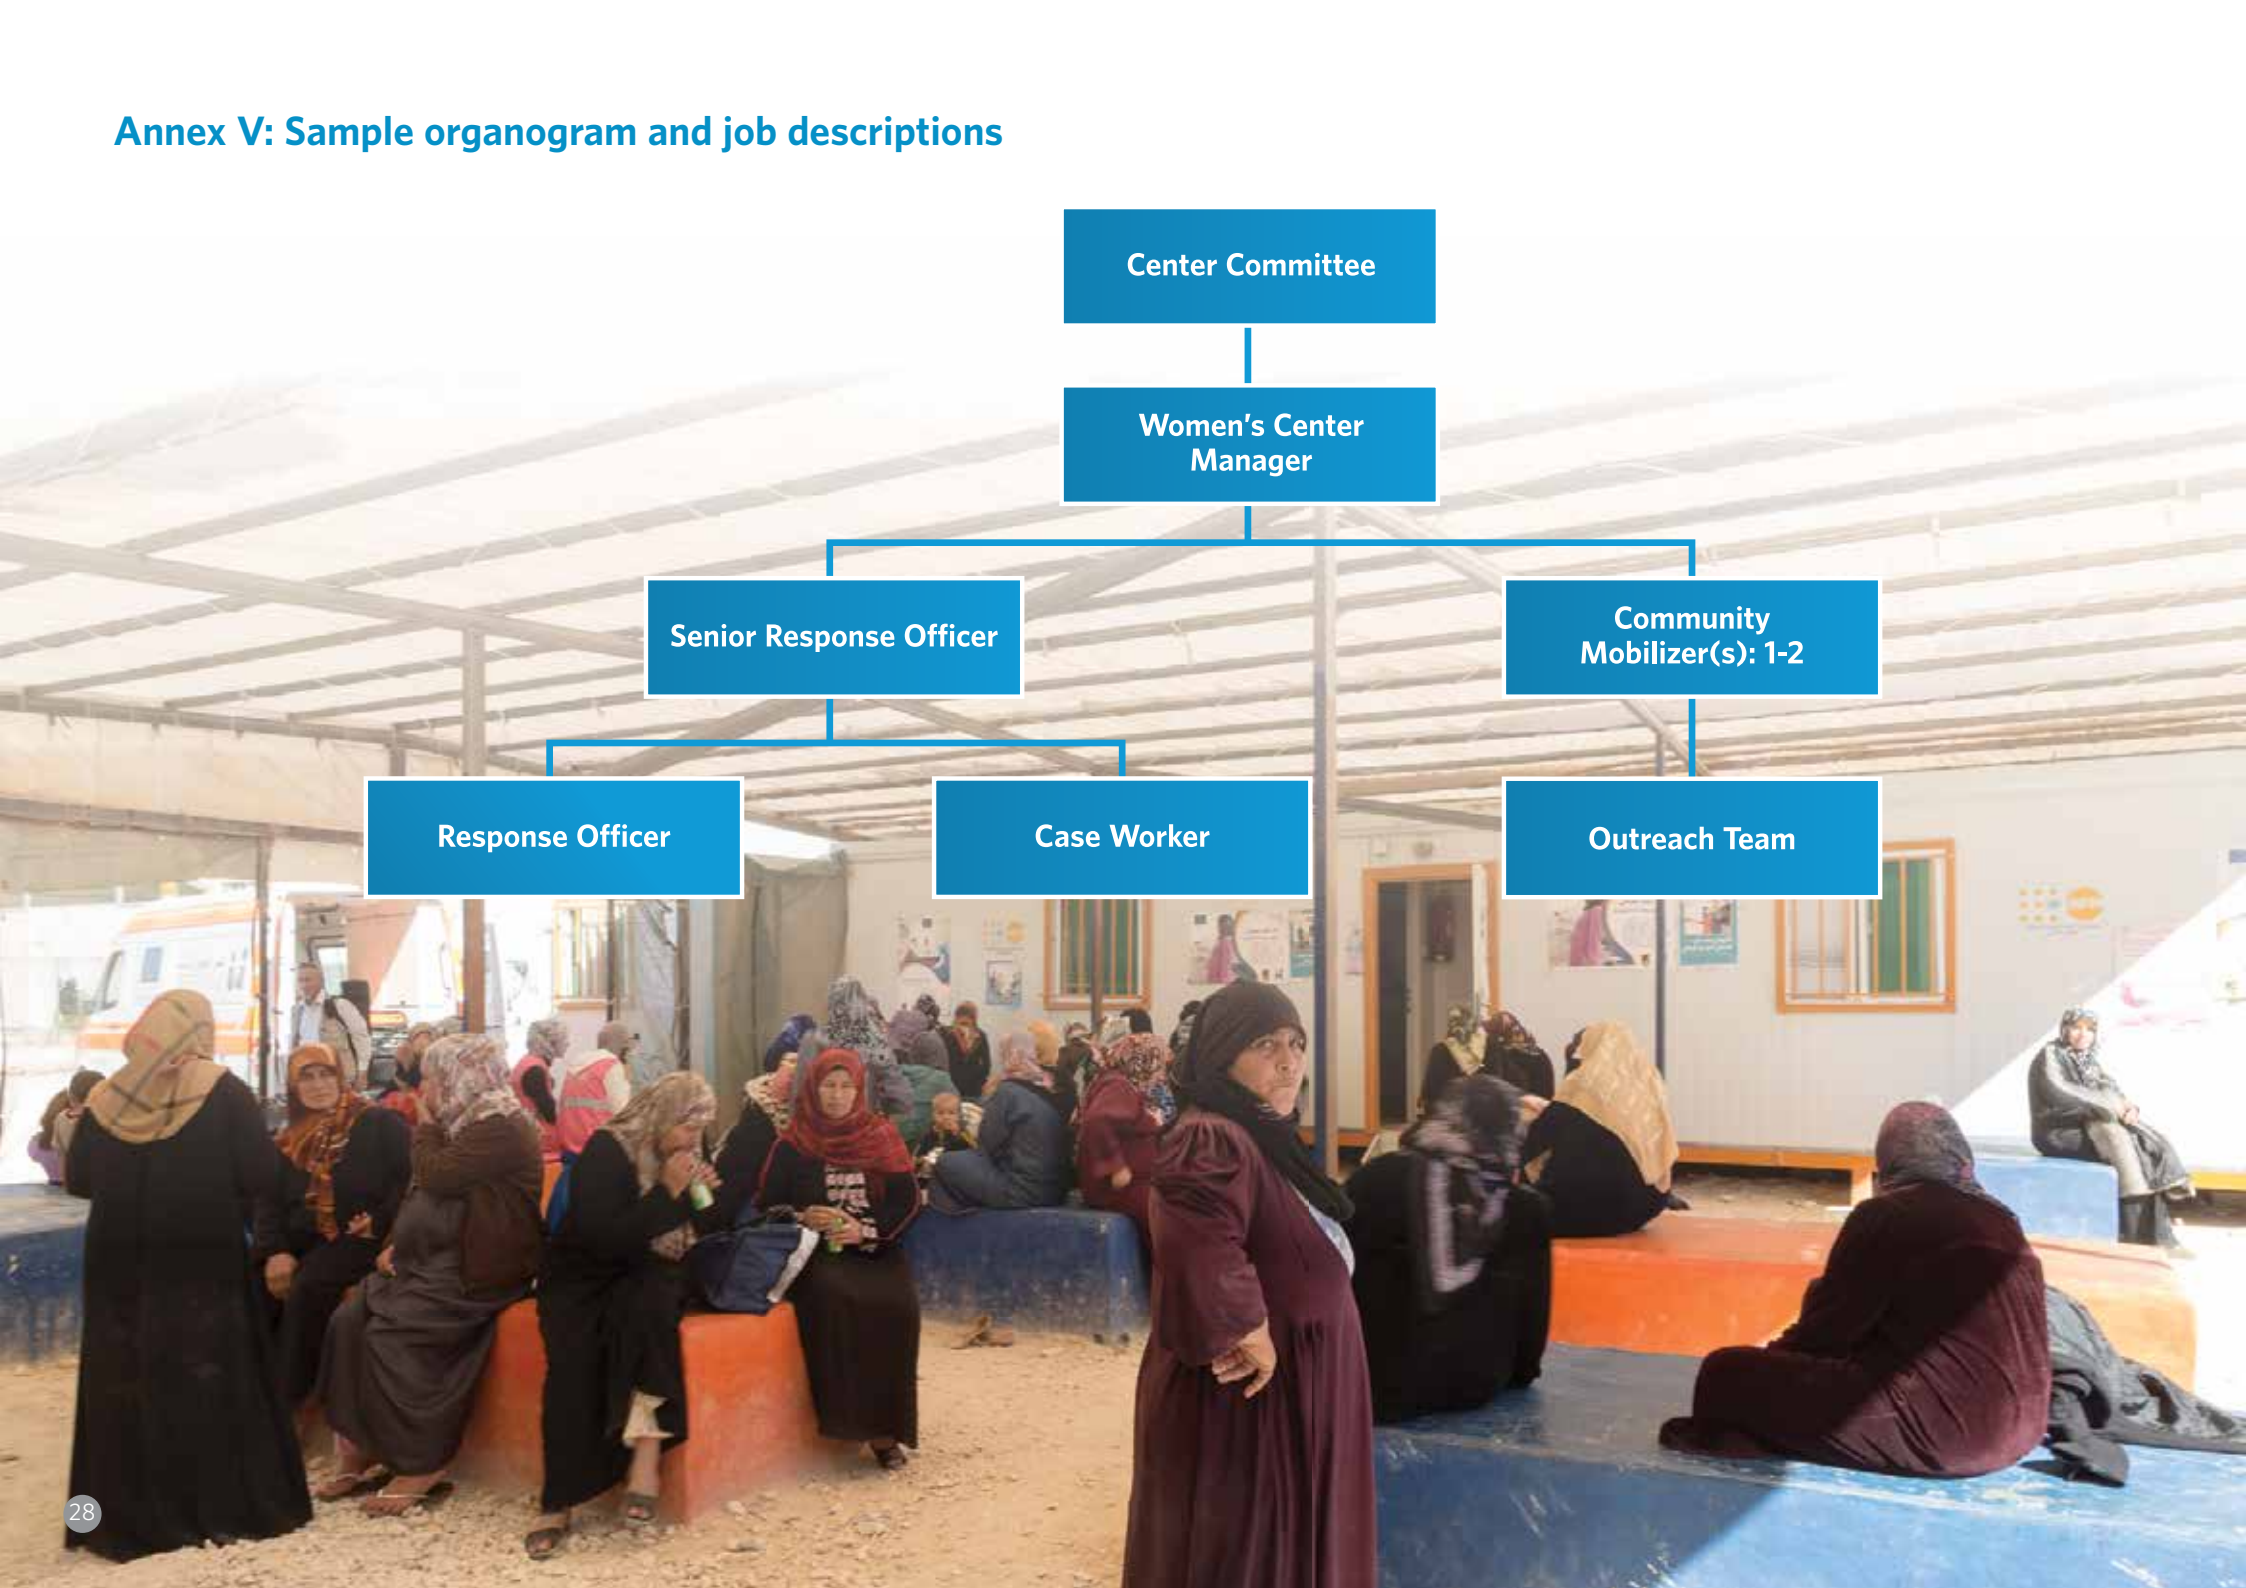 Annex V: Sample organogram and job descriptions
Center Committee
Women's Center
Manager
Senior Response Officer
Community
Mobilizer(s): 1-2
Response Officer
Case Worker
Outreach Team
28